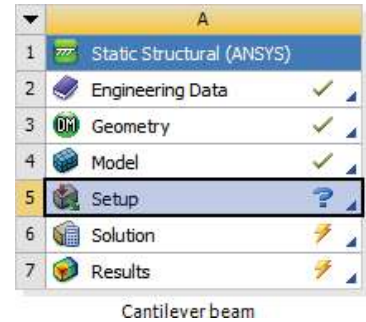 A
1 Static Structural (ANSYS)
2 Engineering Data
3 DM Geometry
4 Model
5 Setup ?
6 Solution
7 Results
Cantilever beam